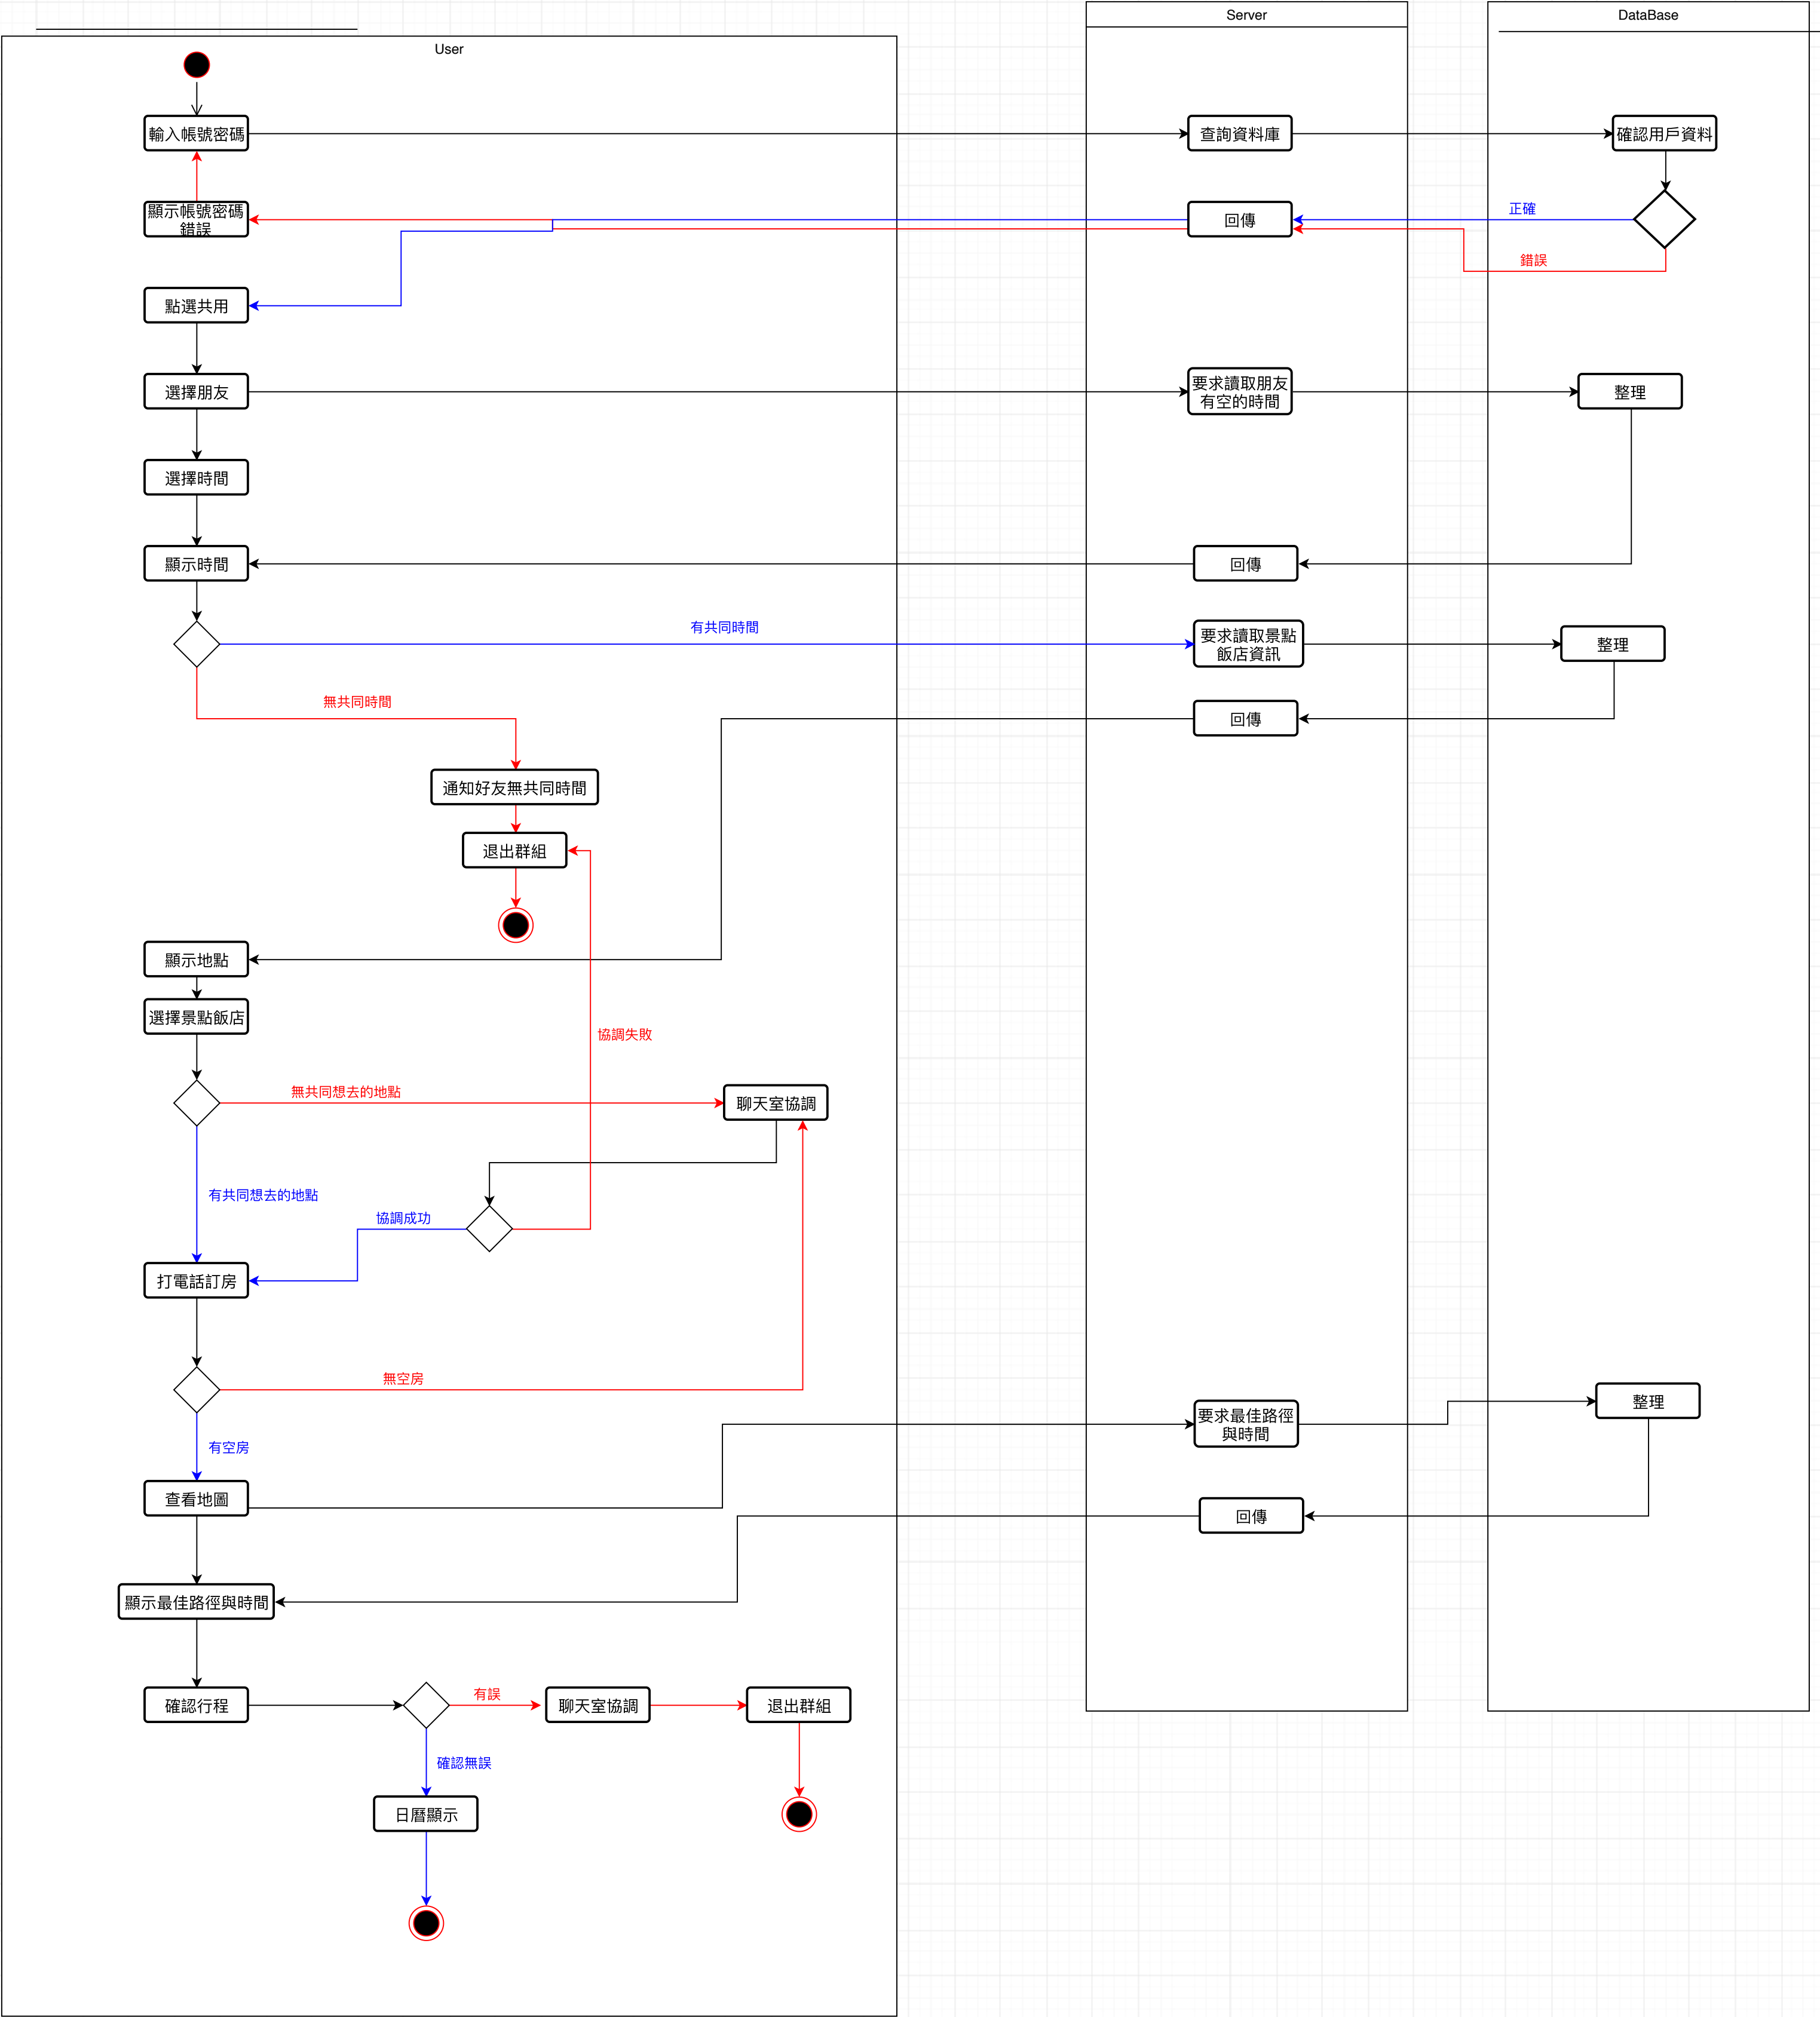 Server
DataBase
User
輸入帳號密碼
查詢資料庫
確認用戶資料
顯示帳號密碼
錯誤
回傳
正確
錯誤
點選共用
選擇朋友
要求讀取朋友
有空的時間
整理
選擇時間
顯示時間
回傳
有共同時間
要求讀取景點
飯店資訊
整理
無共同時間
回傳
通知好友無共同時間
退出群組
顯示地點
選擇景點飯店
協調失敗
無共同想去的地點
聊天室協調
有共同想去的地點
協調成功
打電話訂房
無空房
整理
要求最佳路徑
與時間
有空房
查看地圖
回傳
顯示最佳路徑與時間
確認行程
有誤
聊天室協調
退出群組
確認無誤
日曆顯示